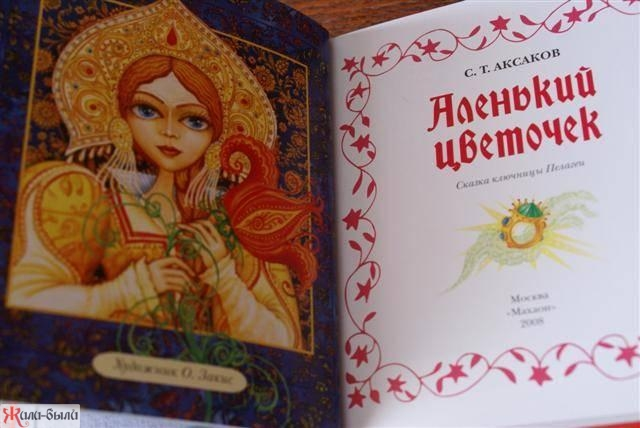 Художник О. Закис
С. Т. АКСАКОВ
Аленький
цветочек
Сказка ключницы Пелагеи
Москва
«Махаон»
2008
Жили-были